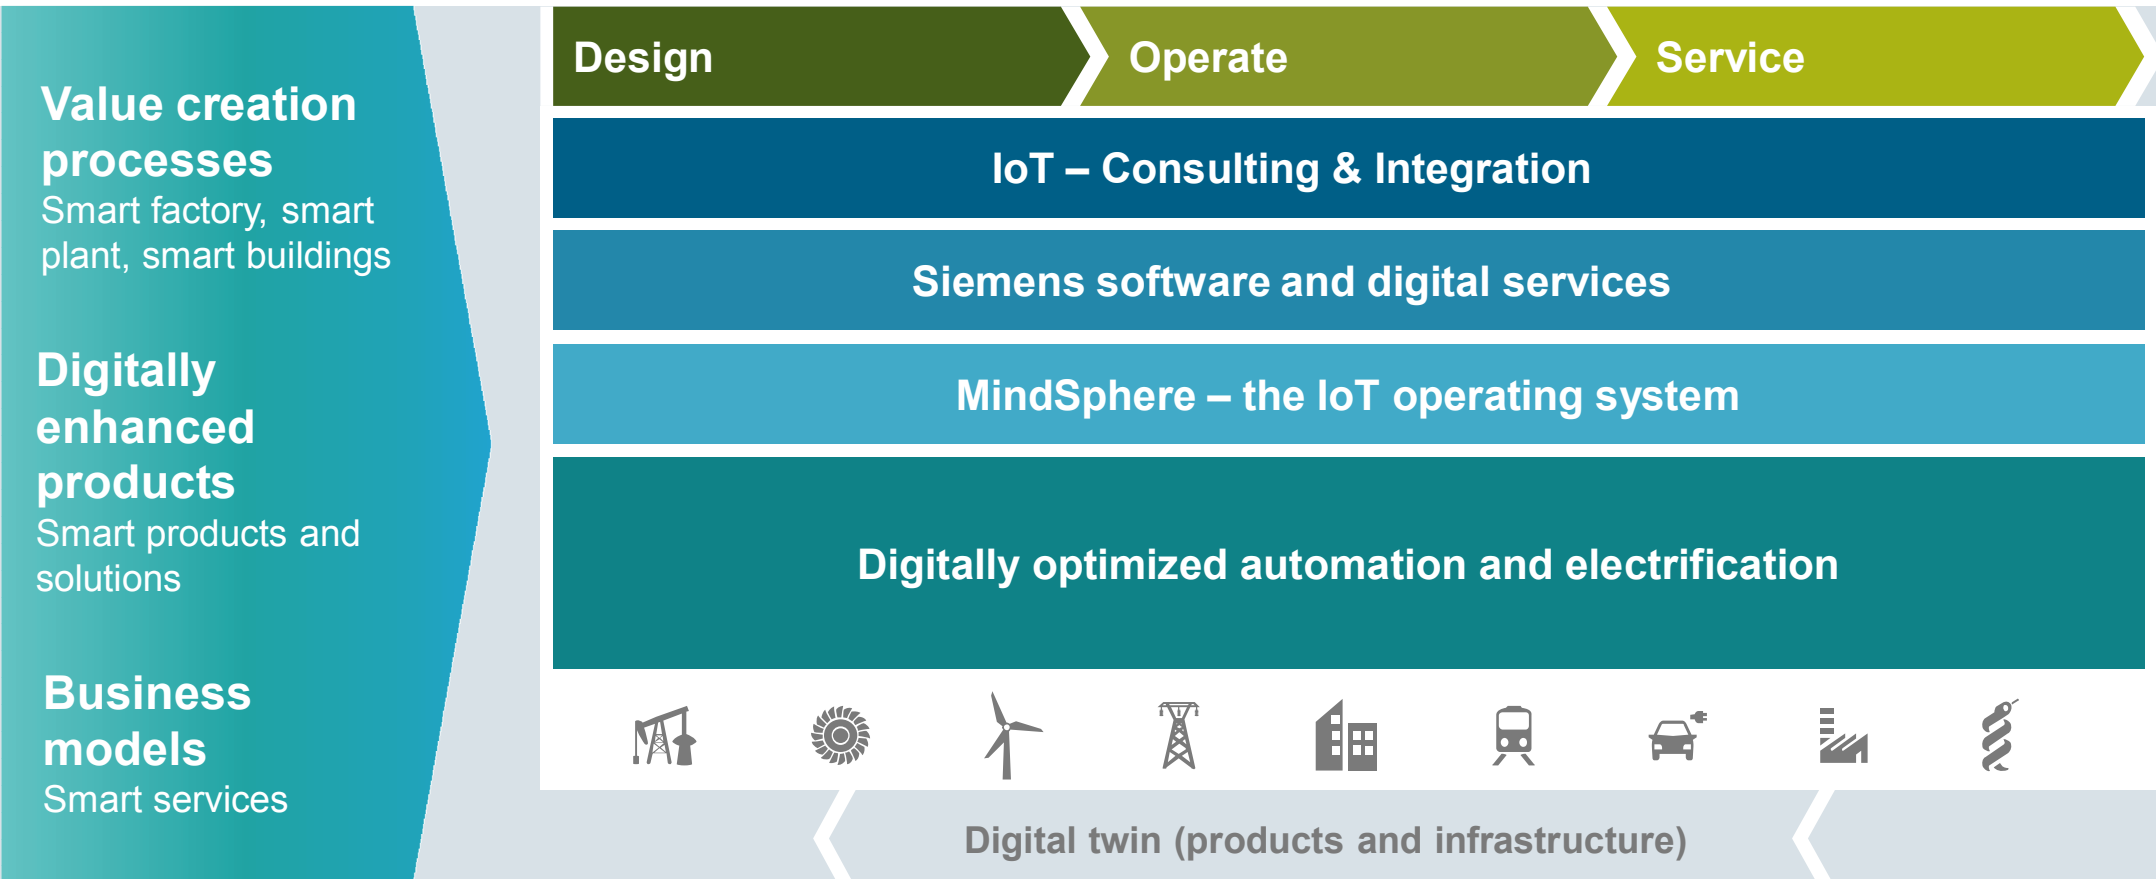 Value creation
processes
Smart factory, smart
plant, smart buildings
Digitally
enhanced
products
Smart products and
solutions
Business
models
Smart services
Design
Operate
Service
IoT – Consulting & Integration
Siemens software and digital services
MindSphere – the IoT operating system
Digitally optimized automation and electrification
Digital twin (products and infrastructure)